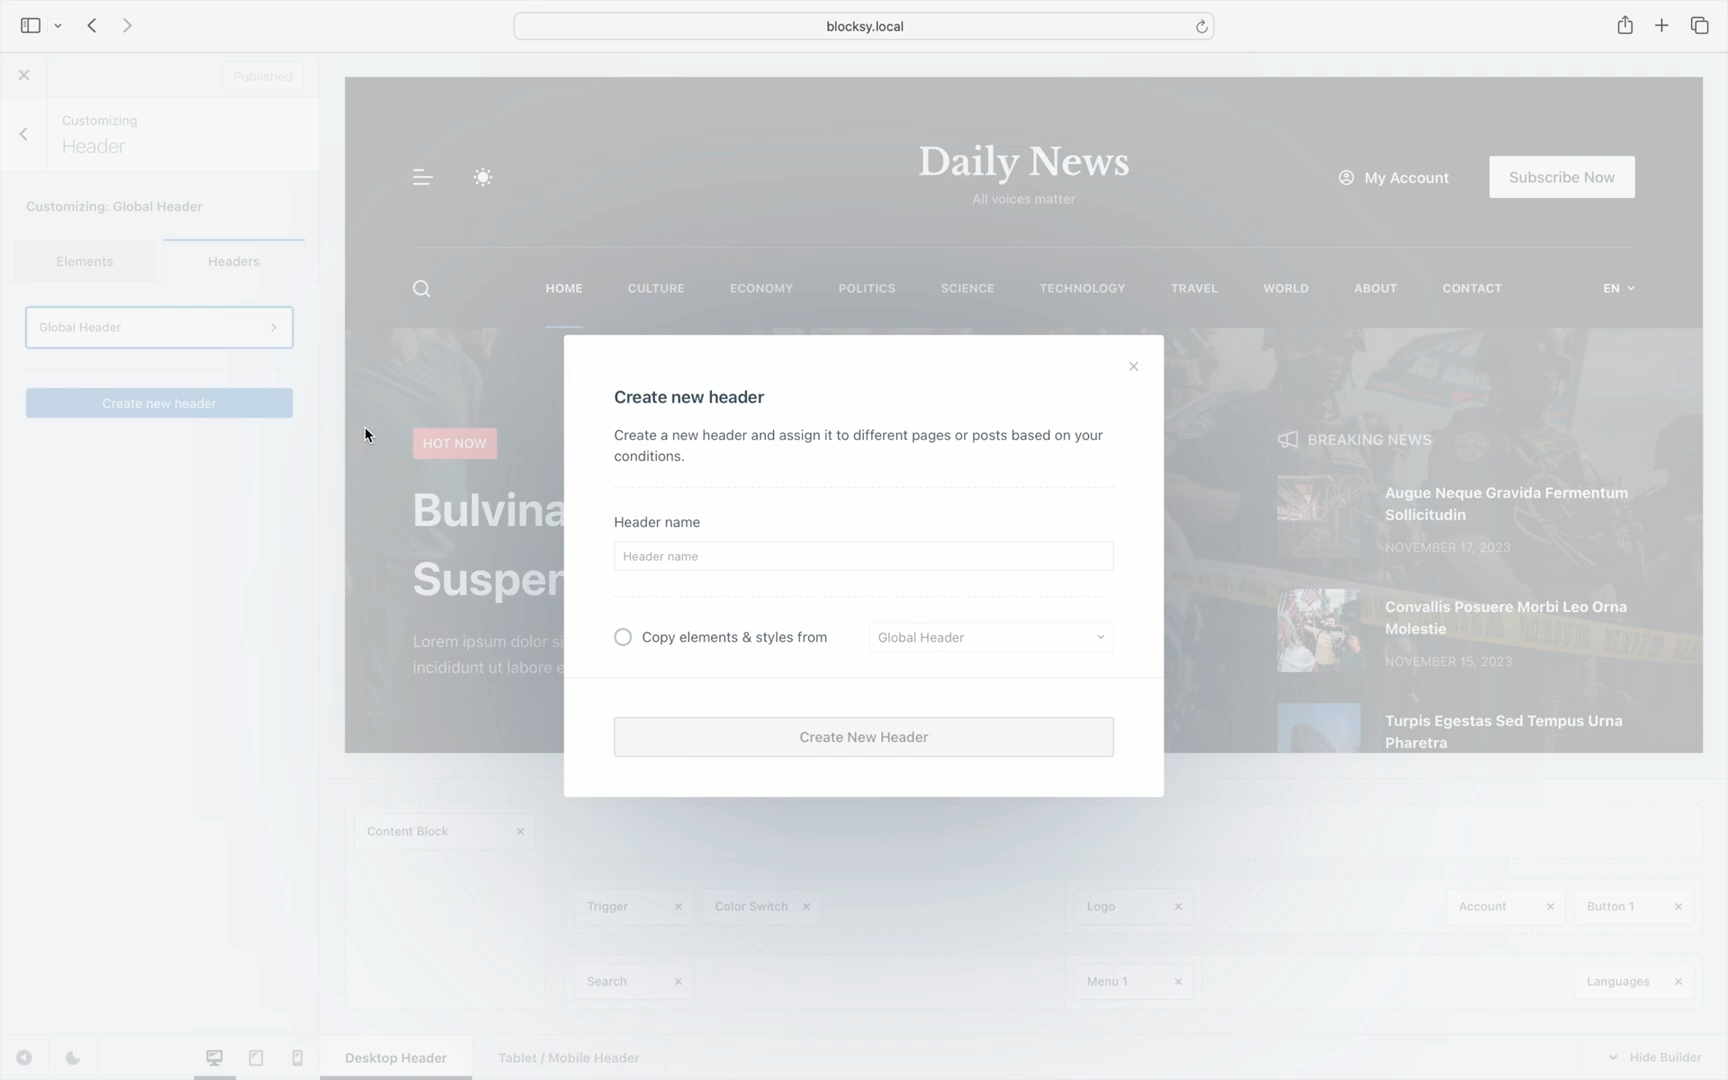 blocksy.local
Published
Customizing
Header
Customizing: Global Header
Elements
Headers
Global Header
Create new header
Daily News
All voices matter
My Account
Subscribe Now
HOME
CULTURE
ECONOMY
POLITICS
SCIENCE
TECHNOLOGY
TRAVEL
WORLD
ABOUT
CONTACT
EN
HOT NOW
Bulvina
Lorem ipsum dolor
incididunt ut labore
BREAKING NEWS
Augue Neque Gravida Fermentum
Sollicitudin
NOVEMBER 17, 2023
Convallis Posuere Morbi Leo Orna
Molestie
NOVEMBER 15, 2023
Turpis Egestas Sed Tempus Urna
Pharetra
Create new header
Create a new header and assign it to different pages or posts based on your
conditions.
Header name
Header name
Copy elements & styles from
Global Header
Create New Header
Content Block
Trigger
Color Switch
Logo
Account
Button 1
Search
Menu 1
Languages
Desktop Header
Tablet / Mobile Header
Hide Builder